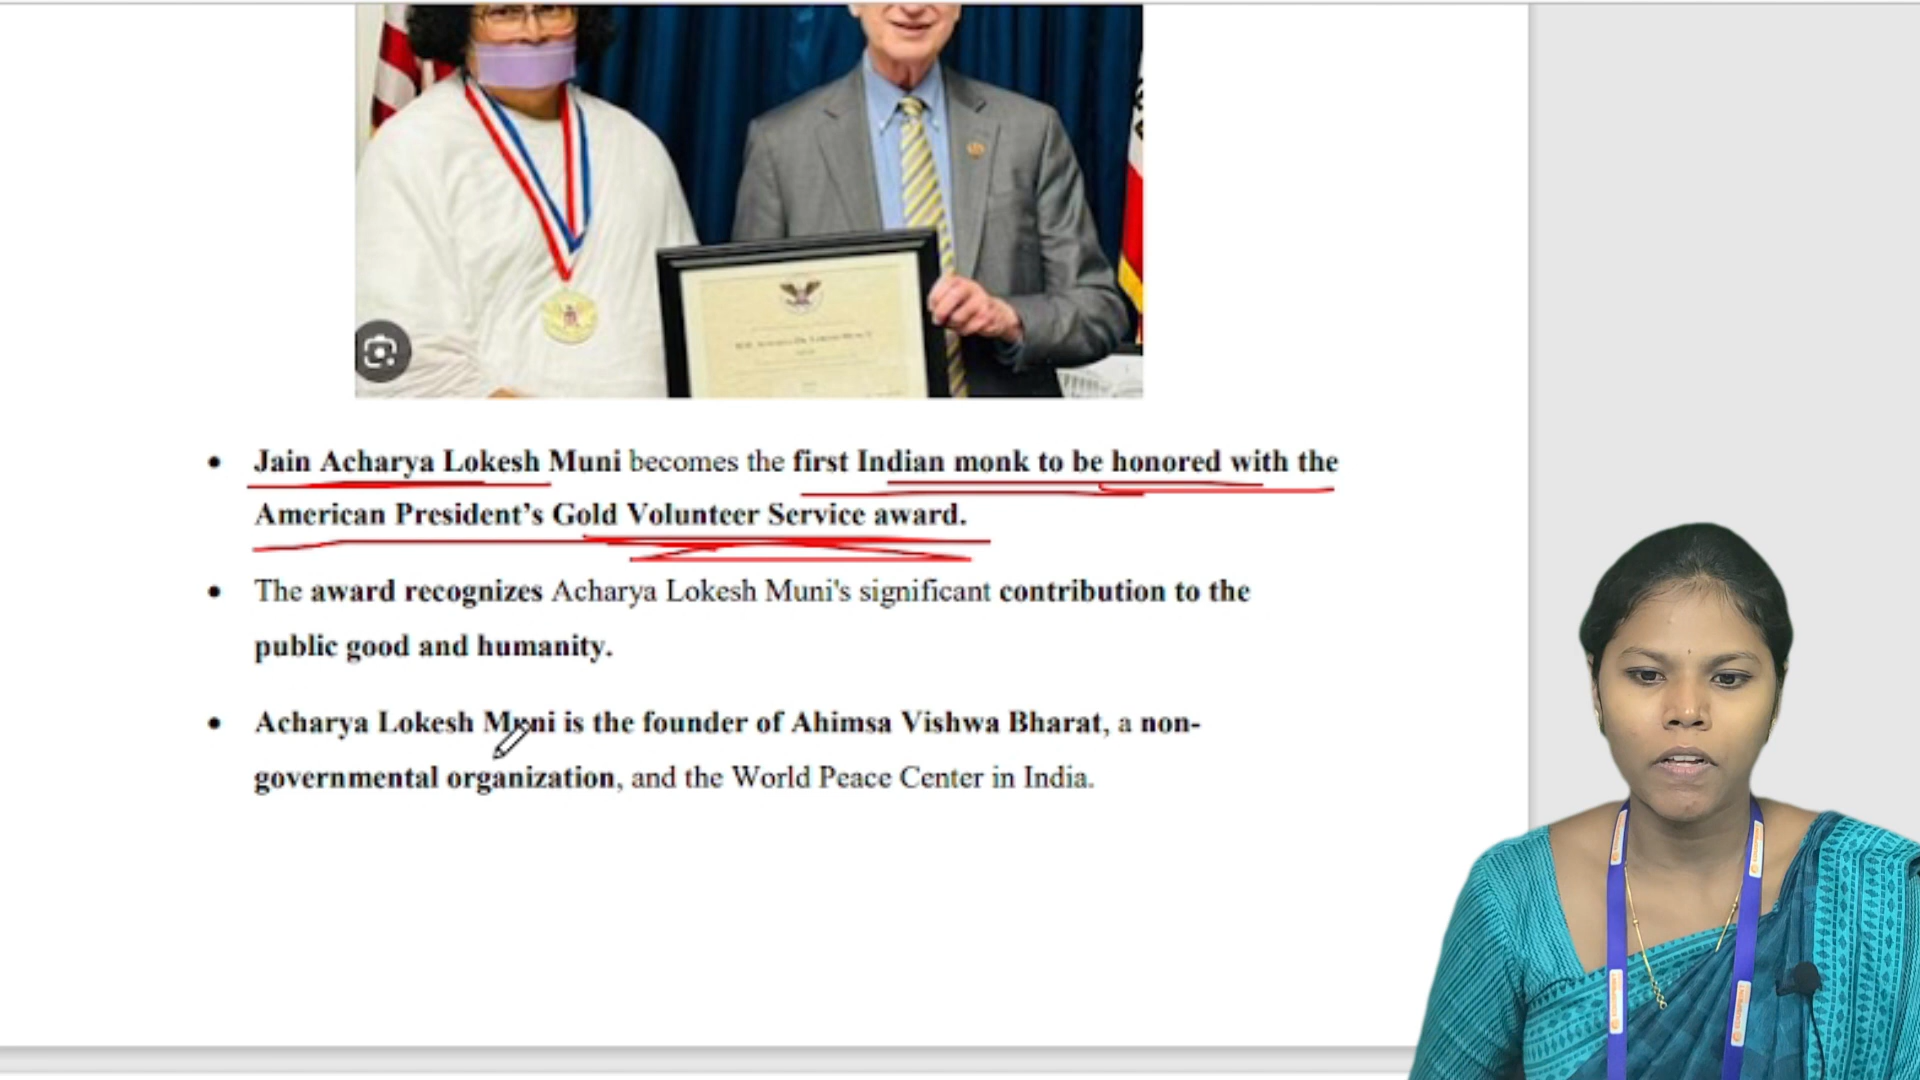 Jain Acharya Lokesh Muni becomes the first Indian monk to be honored with the
American President’s Gold Volunteer Service award.
The award recognizes Acharya Lokesh Muni's significant contribution to the
public good and humanity.
Acharya Lokesh Muni is the founder of Ahimsa Vishwa Bharat, a non-
governmental organization, and the World Peace Center in India.